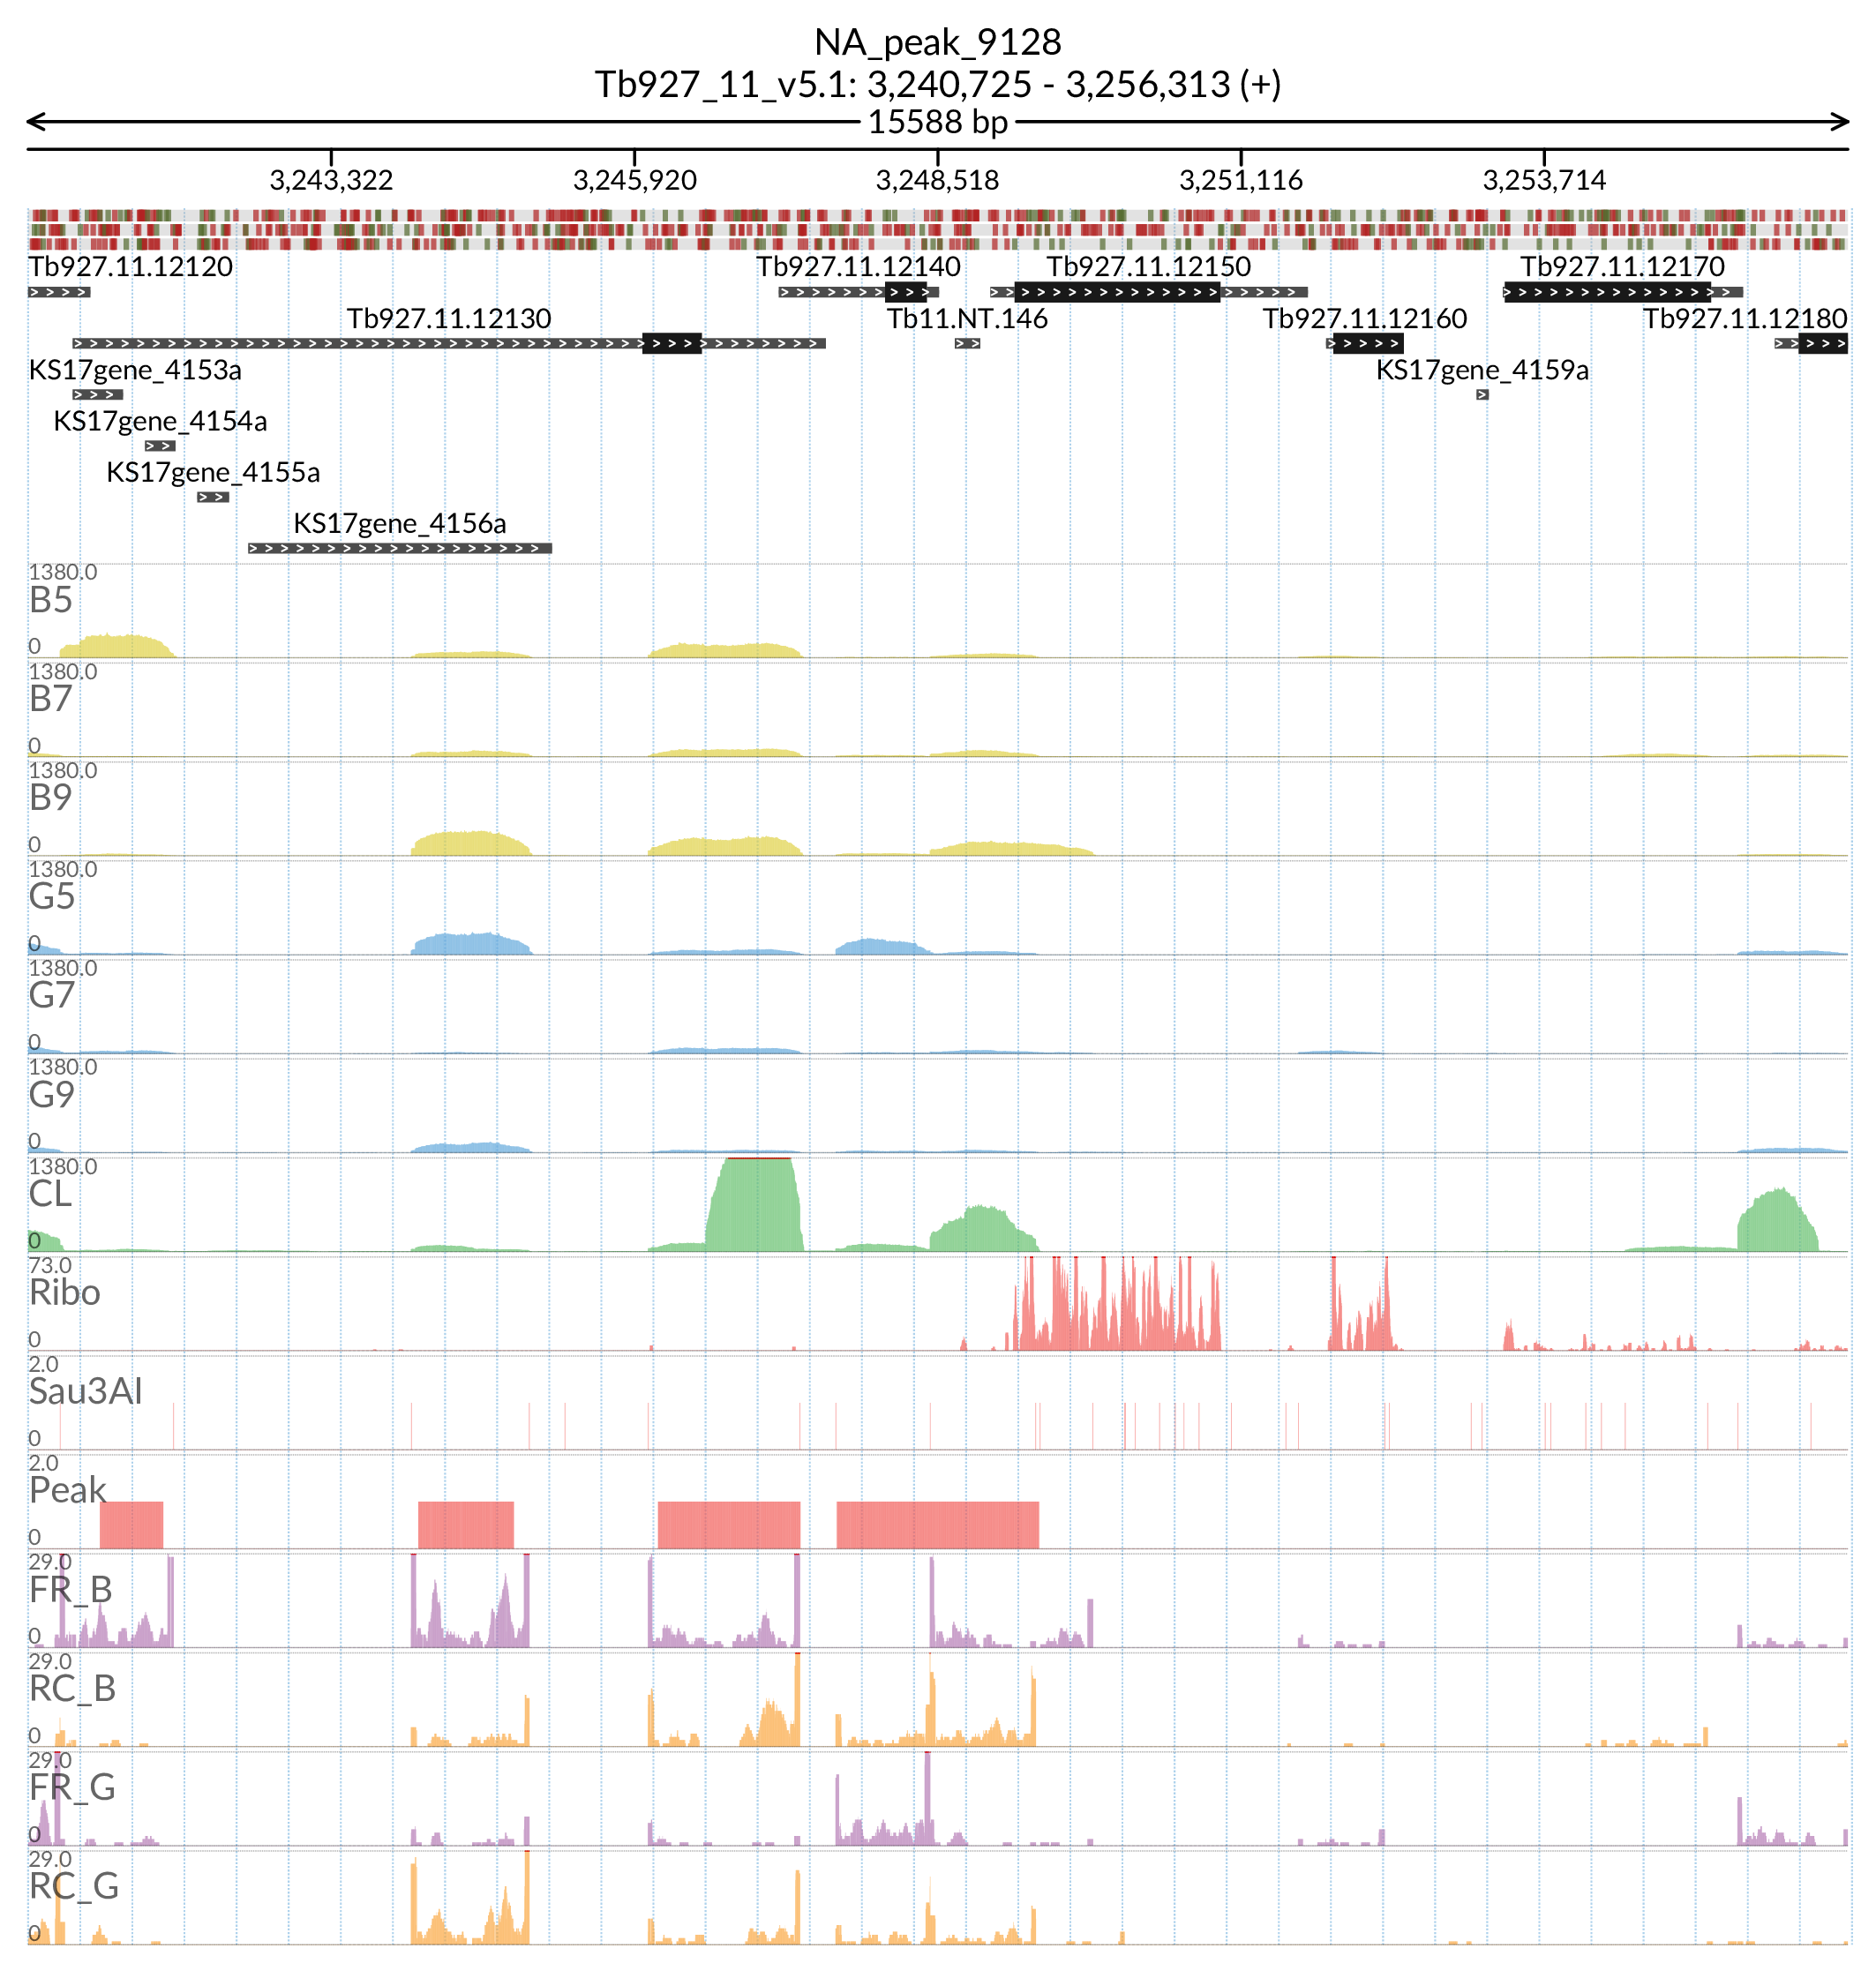 NA_peak_9128
Tb927_11_v5.1: 3,240,725 - 3,256,313 (+)
15588 bp
3,243,322 3,245,920 3,248,518 3,251,116 3,253,714
Tb927.11.12120 Tb927.11.12140 Tb927.11.12150 Tb927.11.12170
Tb927.11.12130 Tb11.NT.146 Tb927.11.12160 Tb927.11.12180
KS17gene_4153a KS17gene_4159a
KS17gene_4154a
KS17gene_4155a
KS17gene_4156a
1380.0
B5
0
1380.0
B7
0
1380.0
B9
0
1380.0
G5
0
1380.0
G7
0
1380.0
G9
0
1380.0
CL
0
73.0
Ribo
0
2.0
Sau3AI
0
2.0
Peak
0
29.0
FR_B
0
29.0
RC_B
0
29.0
FR_G
0
29.0
RC_G
0